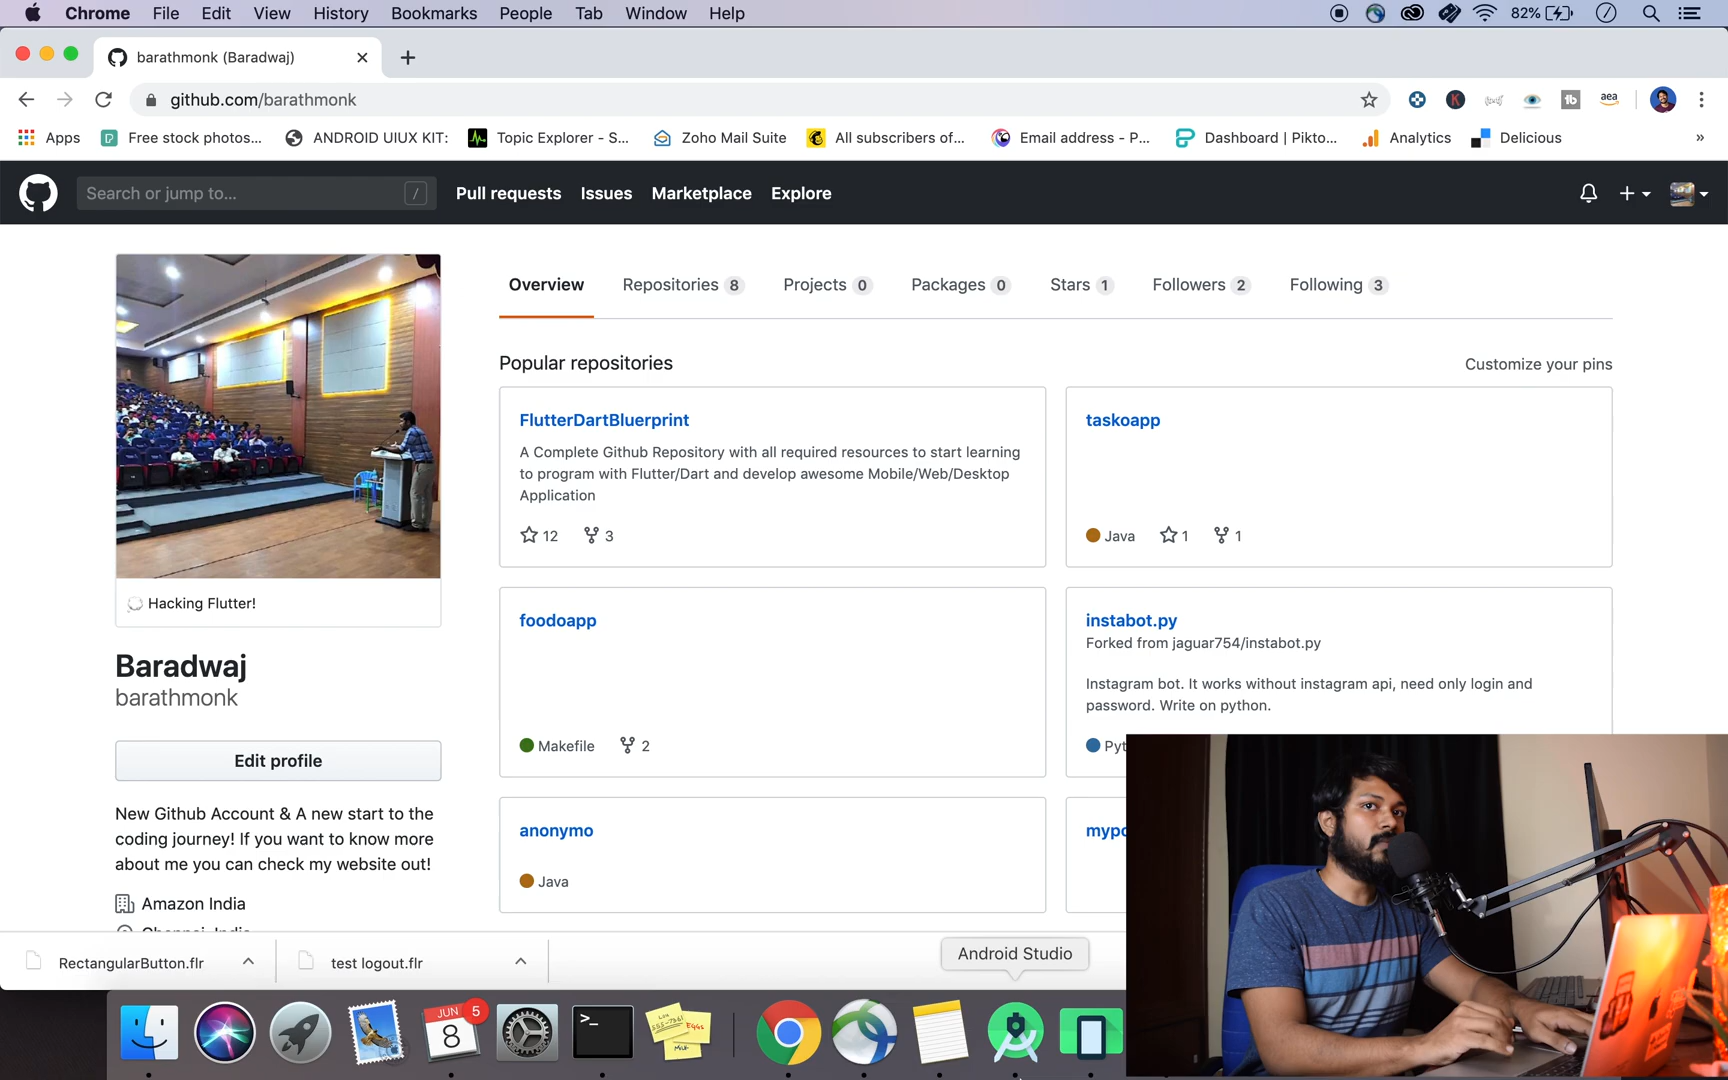 Chrome File Edit View History Bookmarks People Tab Window Help
82%
barathmonk (Baradwaj)
github.com/barathmonk
K tb aea
Apps Free stock photos... ANDROID UIUX KIT: Topic Explorer - S... Zoho Mail Suite All subscribers of... Email address - P... Dashboard | Pikto... Analytics Delicious »
Search or jump to... / Pull requests Issues Marketplace Explore
Overview Repositories 8 Projects 0 Packages 0 Stars 1 Followers 2 Following 3
Popular repositories Customize your pins
FlutterDartBluerprint
A Complete Github Repository with all required resources to start learning
to program with Flutter/Dart and develop awesome Mobile/Web/Desktop
Application
12 3
taskoapp
Java 1 1
foodoapp
Makefile 2
instabot.py
Forked from jaguar754/instabot.py
Instagram bot. It works without instagram api, need only login and
password. Write on python.
Pyt
anonymo
Java
mypo
Hacking Flutter!
Baradwaj
barathmonk
Edit profile
New Github Account & A new start to the
coding journey! If you want to know more
about me you can check my website out!
Amazon India
RectangularButton.flr test logout.flr
Android Studio
JUN 5
8
>_
EGGS
MILK